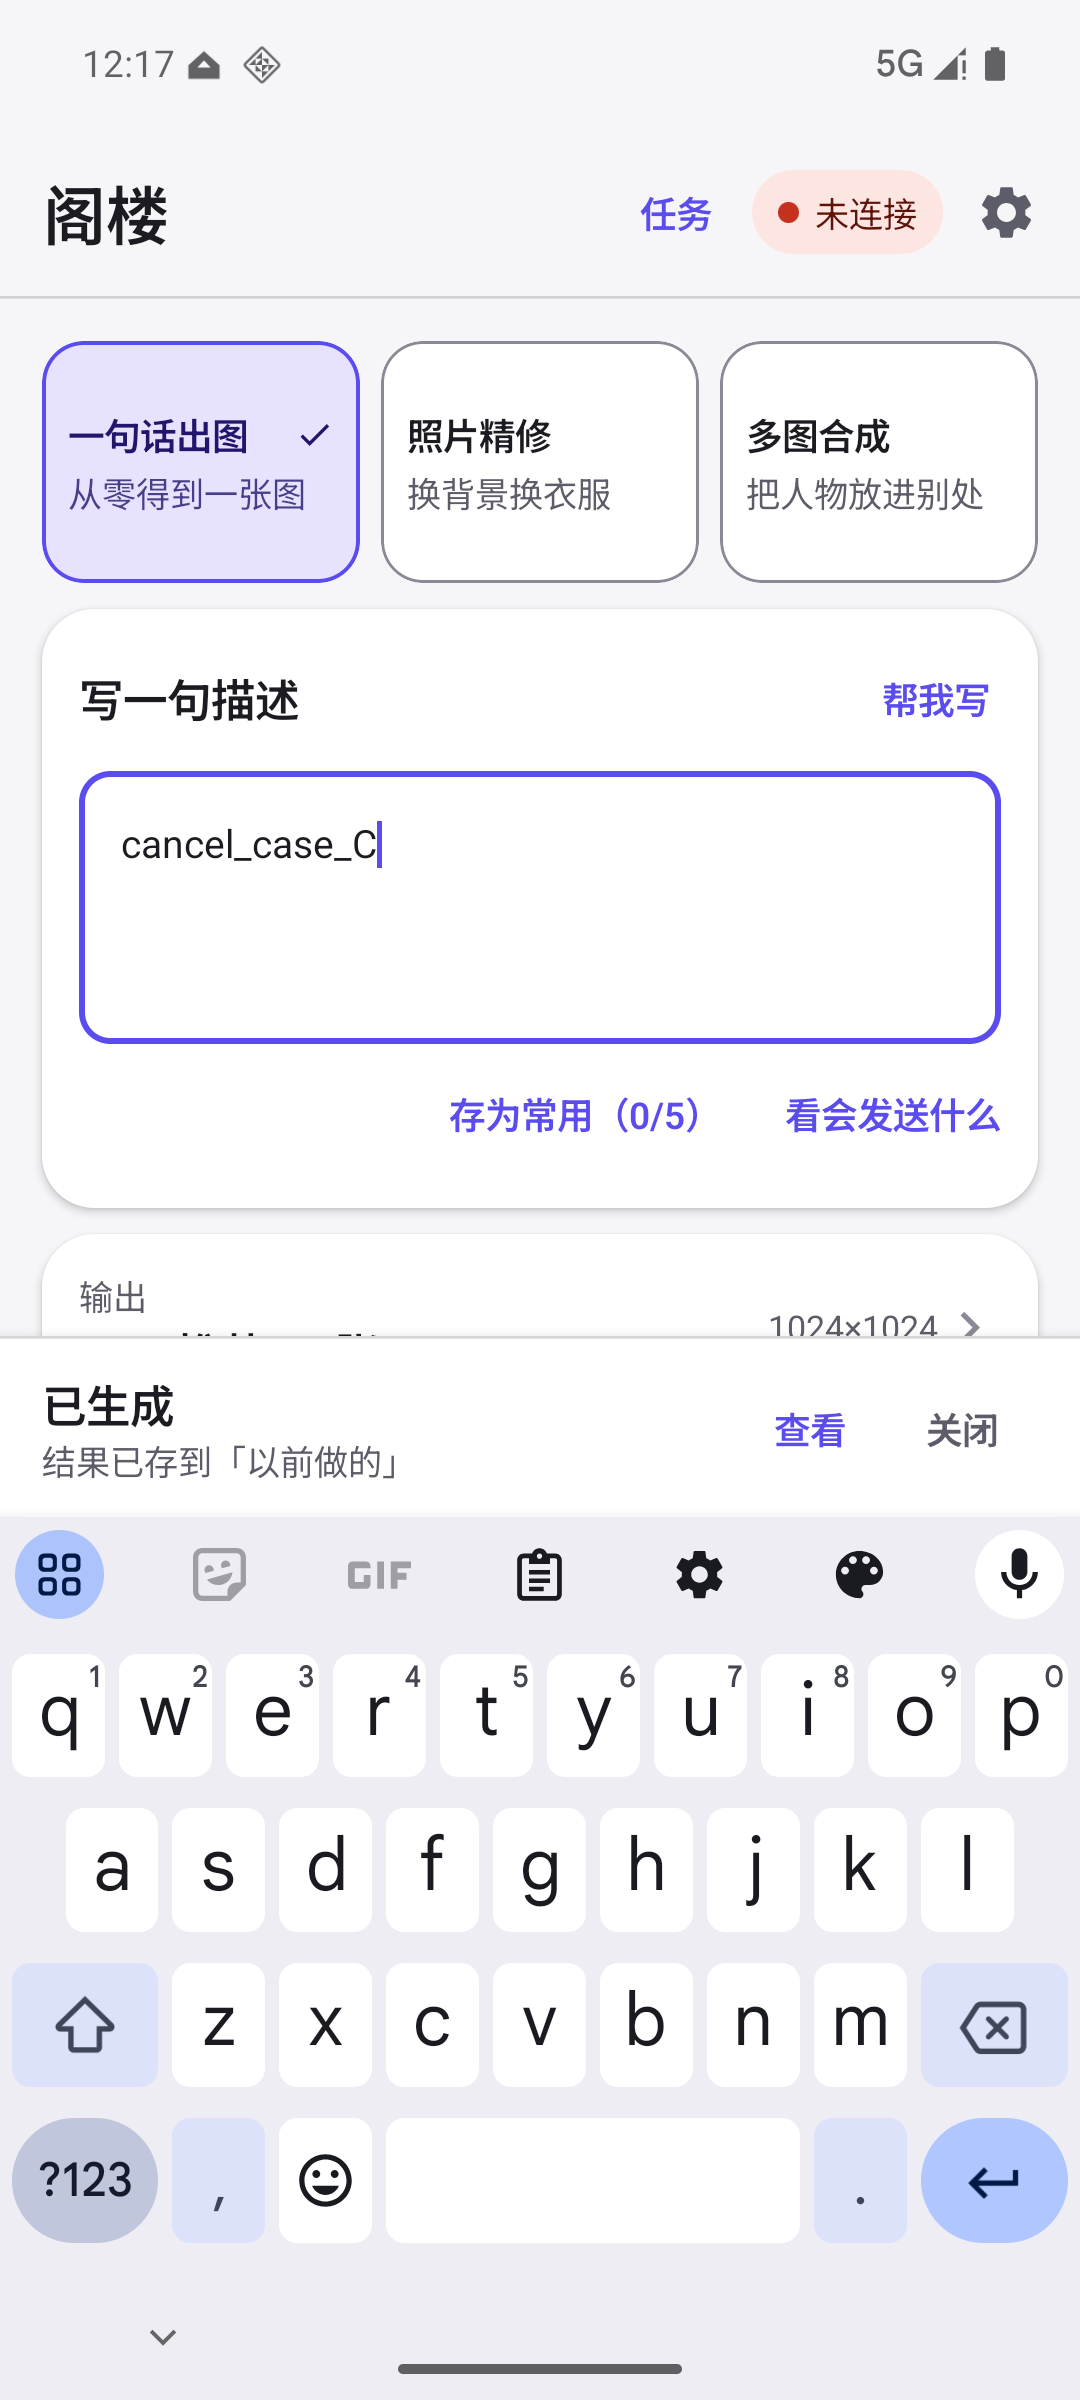 12:17
5G
阁楼
任务
未连接
一句话出图
从零得到一张图
照片精修
换背景换衣服
多图合成
把人物放进别处
写一句描述
帮我写
cancel_case_C
存为常用（0/5）
看会发送什么
输出
1024×1024
已生成
结果已存到「以前做的」
查看
关闭
GIF
q 1 w 2 e 3 r 4 t 5 y 6 u 7 i 8 o 9 p 0
a s d f g h j k l
z x c v b n m
?123 , .